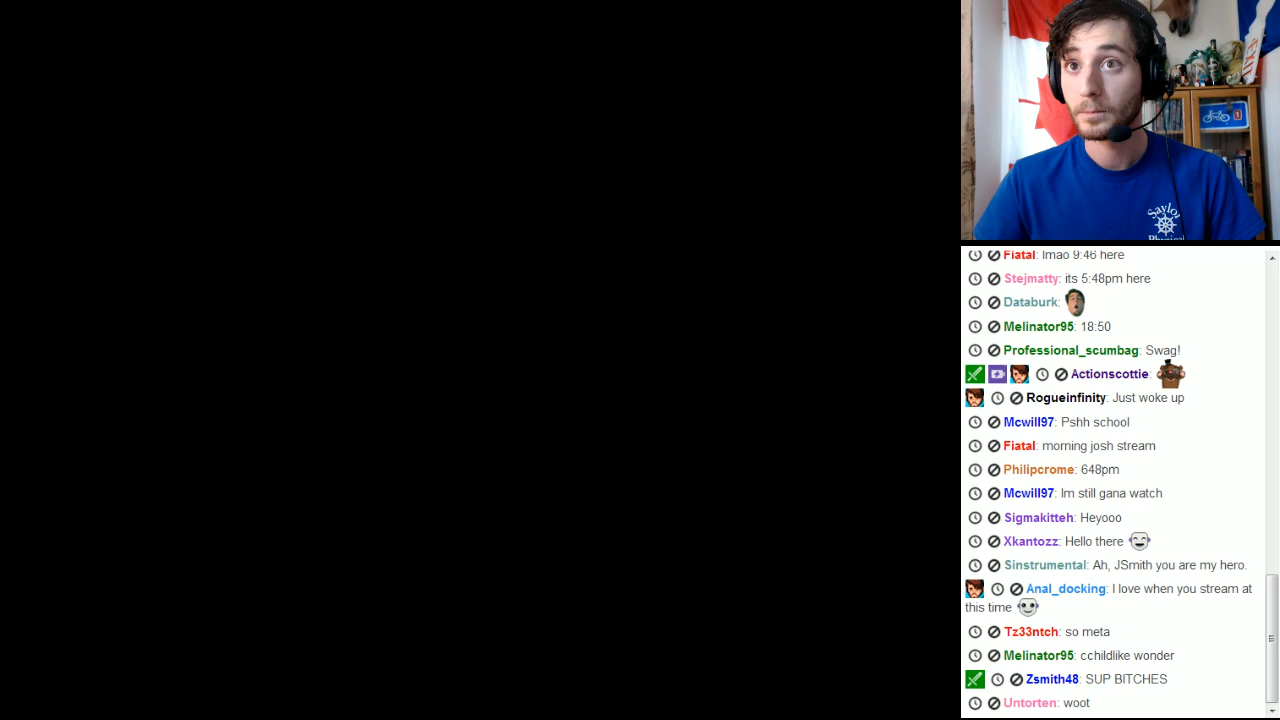 Saylo
Physical
1
Fiatal: lmao 9:46 here
Stejmatty: its 5:48pm here
Databurk:
Melinator95: 18:50
Professional_scumbag: Swag!
Actionscottie:
Rogueinfinity: Just woke up
Mcwill97: Pshh school
Fiatal: morning josh stream
Philipcrome: 648pm
Mcwill97: Im still gana watch
Sigmakitteh: Heyooo
Xkantozz: Hello there
Sinstrumental: Ah, JSmith you are my hero.
Anal_docking: I love when you stream at
this time
Tz33ntch: so meta
Melinator95: cchildlike wonder
Zsmith48: SUP BITCHES
Untorten: woot